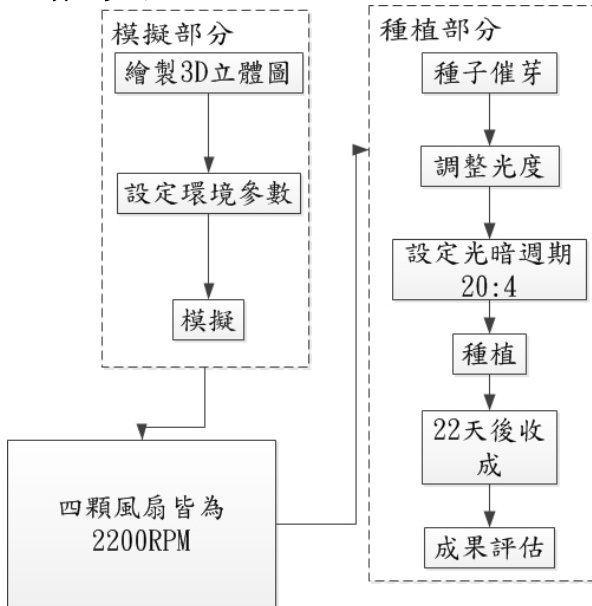 模擬部分
繪製3D立體圖
設定環境參數
模擬
四顆風扇皆為
2200RPM
種植部分
種子催芽
調整光度
設定光暗週期
20:4
種植
22天後收
成
成果評估